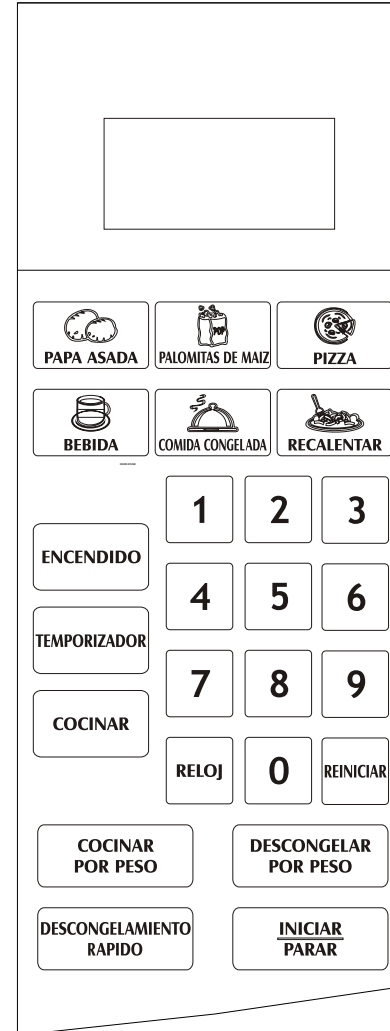 POP
PAPA ASADA
PALOMITAS DE MAIZ
PIZZA
BEBIDA
COMIDA CONGELADA
RECALENTAR
1
2
3
ENCENDIDO
4
5
6
TEMPORIZADOR
7
8
9
COCINAR
RELOJ
0
REINICIAR
COCINAR
POR PESO
DESCONGELAR
POR PESO
DESCONGELAMIENTO
RAPIDO
INICIAR
PARAR